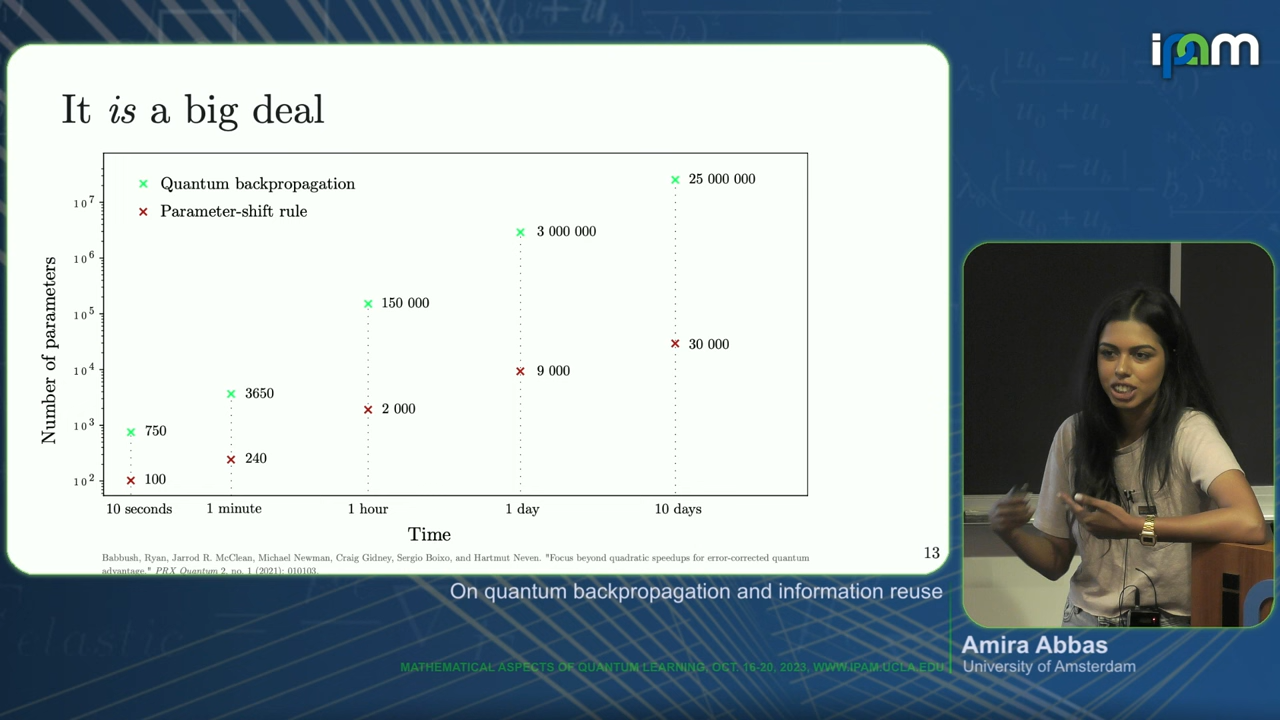 ipam
It is a big deal
Quantum backpropagation
Parameter-shift rule
Number of parameters
10^7
10^6
10^5
10^4
10^3
10^2
750
100
3650
240
150 000
2 000
3 000 000
9 000
25 000 000
30 000
10 seconds
1 minute
1 hour
1 day
10 days
Time
Babbush, Ryan, Jarrod R. McClean, Michael Newman, Craig Gidney, Sergio Boixo, and Hartmut Neven. "Focus beyond quadratic speedups for error-corrected quantum
advantage." PRX Quantum 2, no. 1 (2021): 010103.
13
On quantum backpropagation and information reuse
Amira Abbas
University of Amsterdam
MATHEMATICAL ASPECTS OF QUANTUM LEARNING, OCT. 16-20, 2023, WWW.IPAM.UCLA.EDU
elastic